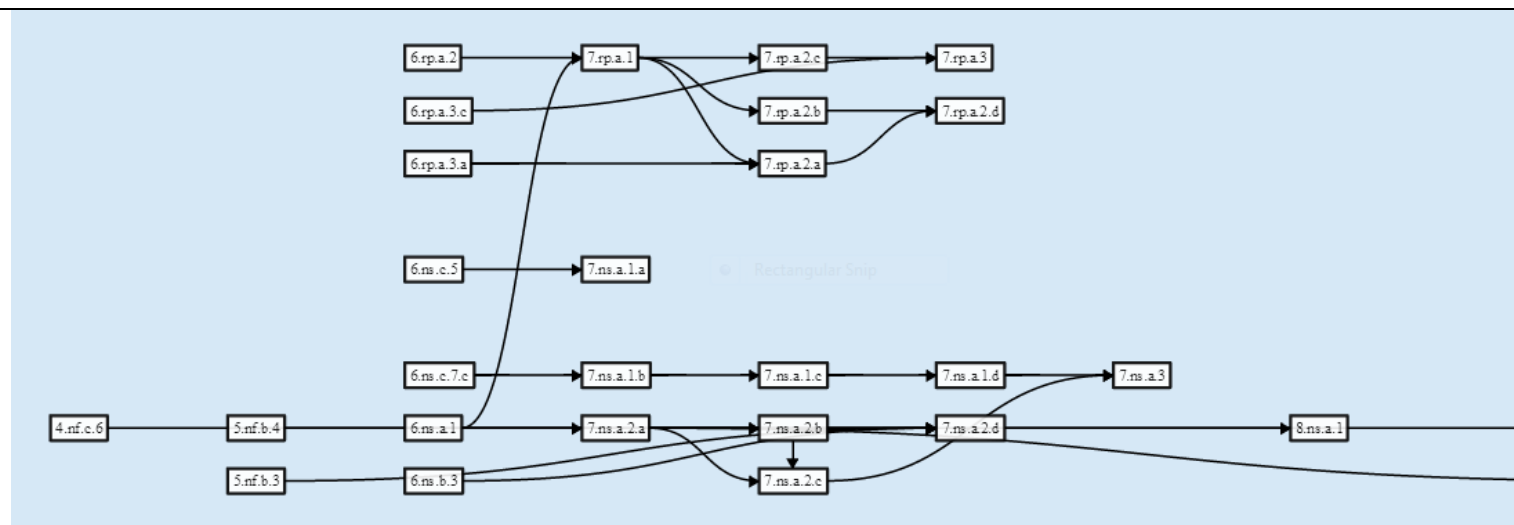 6.rp.a.2 7.rp.a.1 7.rp.a.2.c 7.rp.a.3
6.rp.a.3.c 7.rp.a.2.b 7.rp.a.2.d
6.rp.a.3.a 7.rp.a.2.a
6.ns.c.5 7.ns.a.1.a Rectangular Snip
6.ns.c.7.c 7.ns.a.1.b 7.ns.a.1.c 7.ns.a.1.d 7.ns.a.3
4.nf.c.6 5.nf.b.4 6.ns.a.1 7.ns.a.2.a 7.ns.a.2.b 7.ns.a.2.d 8.ns.a.1
5.nf.b.3 6.ns.b.3 7.ns.a.2.c